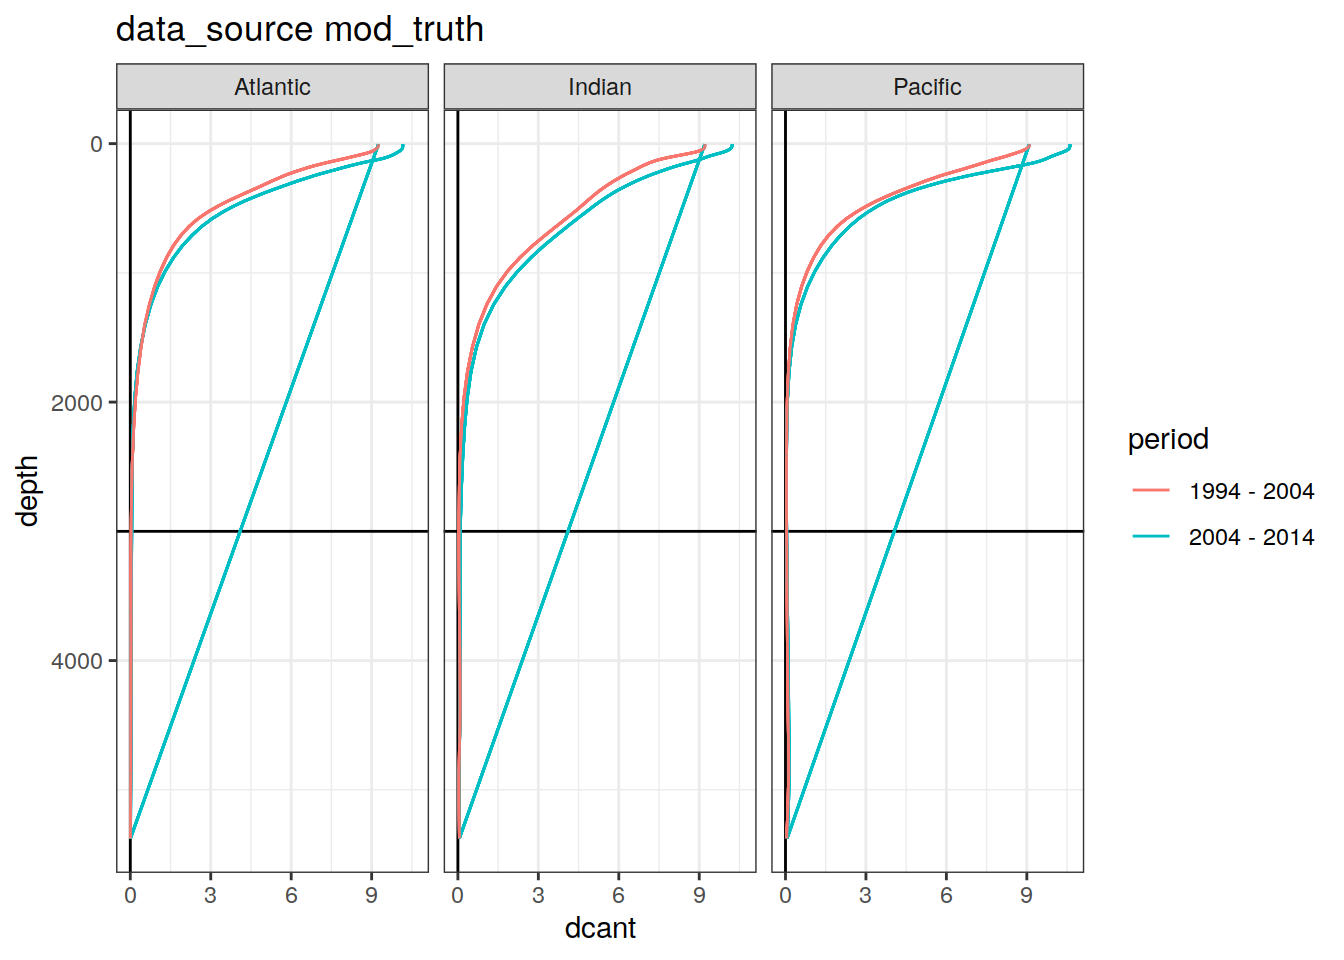 data_source mod_truth
Atlantic
Indian
Pacific
0
2000
4000
depth
0 3 6 9
0 3 6 9
0 3 6 9
dcant
period
1994 - 2004
2004 - 2014